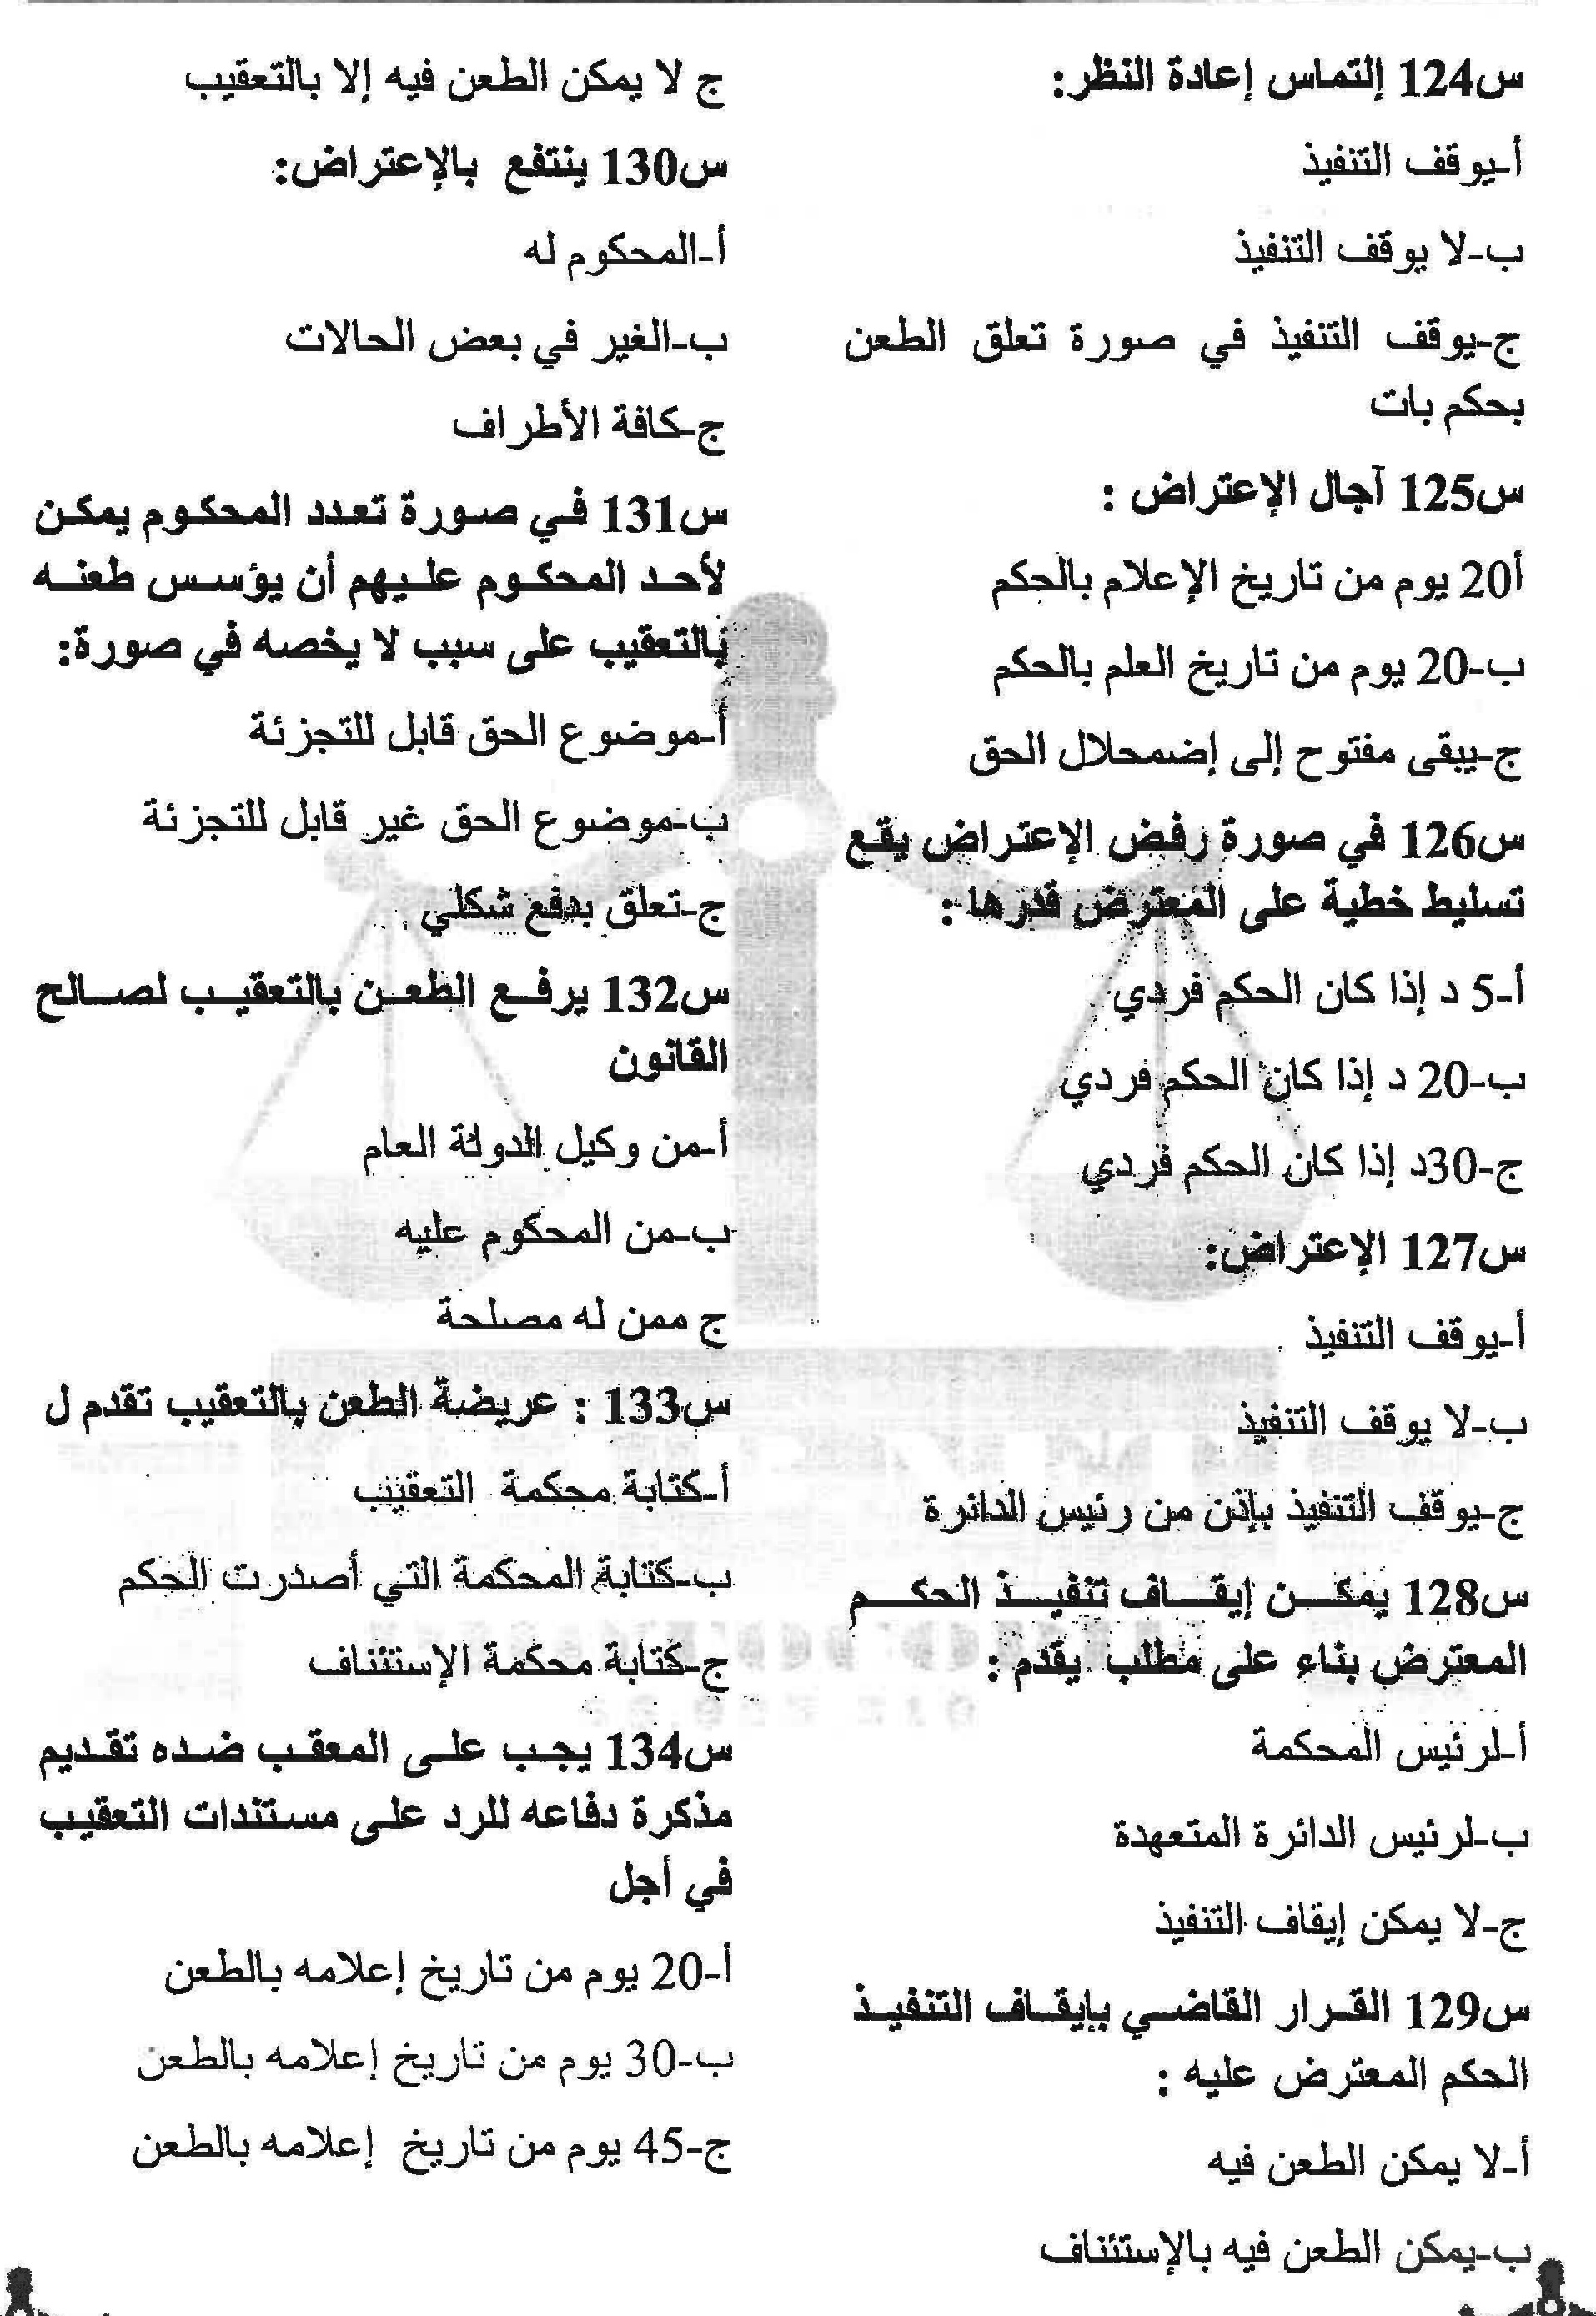 س124 إلتماس إعادة النظر:
أ-يوقف التنفيذ
ب-لا يوقف التنفيذ
ج-يوقف التنفيذ في صورة تعلق الطعن
بحكم بات
س125 آجال الإعتراض :
أ20 يوم من تاريخ الإعلام بالحكم
ب-20 يوم من تاريخ العلم بالحكم
ج-يبقى مفتوح إلى إضمحلال الحق
س126 في صورة رفض الإعتراض يقع
تسليط خطية على المعترض قدرها :
أ-5 د إذا كان الحكم فردي
ب-20 د إذا كان الحكم فردي
ج-30د إذا كان الحكم فردي
س127 الإعتراض:
أ-يوقف التنفيذ
ب-لا يوقف التنفيذ
ج-يوقف التنفيذ بإذن من رئيس الدائرة
س128 يمكن إيقاف تنفيذ الحكم
المعترض بناء على مطلب يقدم :
أ-لرئيس المحكمة
ب-لرئيس الدائرة المتعهدة
ج-لا يمكن إيقاف التنفيذ
س129 القرار القاضي بإيقاف التنفيذ
الحكم المعترض عليه :
أ-لا يمكن الطعن فيه
ب-يمكن الطعن فيه بالإستئناف
ج لا يمكن الطعن فيه إلا بالتعقيب
س130 ينتفع بالإعتراض:
أ-المحكوم له
ب-الغير في بعض الحالات
ج-كافة الأطراف
س131 في صورة تعدد المحكوم يمكن
لأحد المحكوم عليهم أن يؤسس طعنه
بالتعقيب على سبب لا يخصه في صورة:
أ-موضوع الحق قابل للتجزئة
ب-موضوع الحق غير قابل للتجزئة
ج-تعلق بدفع شكلي
س132 يرفع الطعن بالتعقيب لصالح
القانون
أ-من وكيل الدولة العام
ب-من المحكوم عليه
ج ممن له مصلحة
س133 : عريضة الطعن بالتعقيب تقدم ل
أ-كتابة محكمة التعقيب
ب-كتابة المحكمة التي أصدرت الحكم
ج-كتابة محكمة الإستئناف
س134 يجب على المعقب ضده تقديم
مذكرة دفاعه للرد على مستندات التعقيب
في أجل
أ-20 يوم من تاريخ إعلامه بالطعن
ب-30 يوم من تاريخ إعلامه بالطعن
ج-45 يوم من تاريخ إعلامه بالطعن